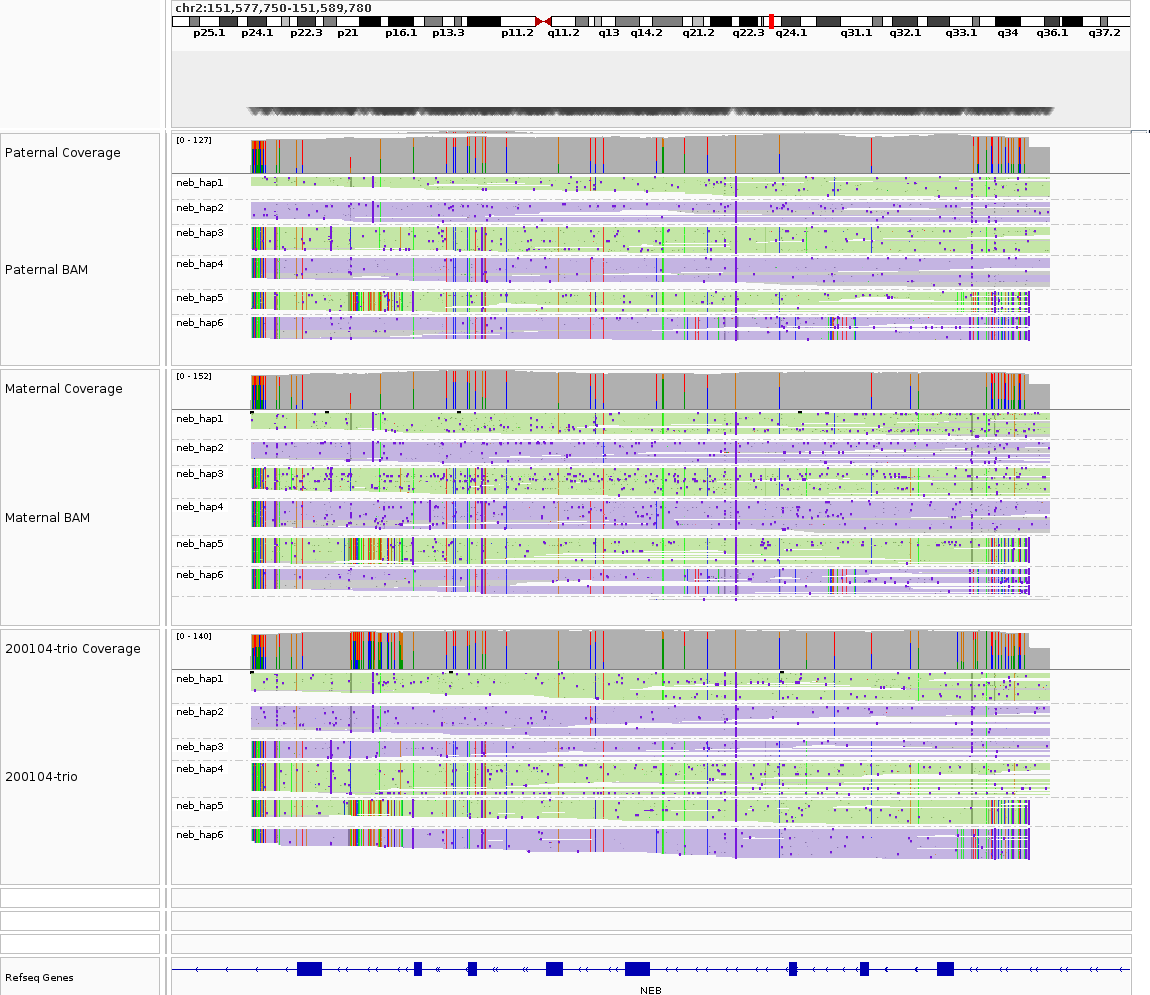 chr2:151,577,750-151,589,780
p25.1 p24.1 p22.3 p21 p16.1 p13.3 p11.2 q11.2 q13 q14.2 q21.2 q22.3 q24.1 q31.1 q32.1 q33.1 q34 q36.1 q37.2
Paternal Coverage
[0 - 127]
Paternal BAM
neb_hap1
neb_hap2
neb_hap3
neb_hap4
neb_hap5
neb_hap6
Maternal Coverage
[0 - 152]
Maternal BAM
neb_hap1
neb_hap2
neb_hap3
neb_hap4
neb_hap5
neb_hap6
200104-trio Coverage
[0 - 140]
200104-trio
neb_hap1
neb_hap2
neb_hap3
neb_hap4
neb_hap5
neb_hap6
Refseq Genes
NEB